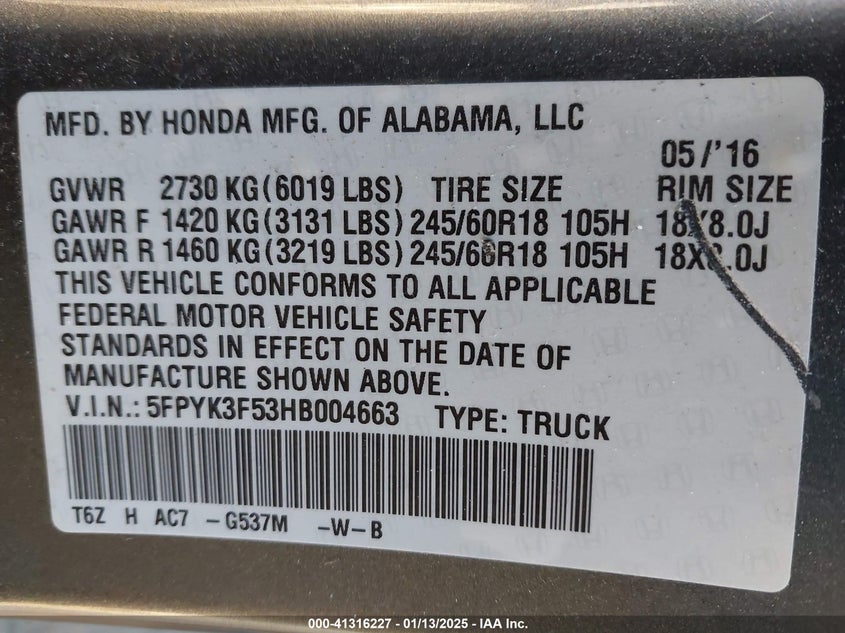 MFD. BY HONDA MFG. OF ALABAMA, LLC
05/'16
GVWR 2730 KG(6019 LBS) TIRE SIZE RIM SIZE
GAWR F 1420 KG(3131 LBS) 245/60R18 105H 18X8.0J
GAWR R 1460 KG(3219 LBS) 245/60R18 105H 18X8.0J
THIS VEHICLE CONFORMS TO ALL APPLICABLE
FEDERAL MOTOR VEHICLE SAFETY
STANDARDS IN EFFECT ON THE DATE OF
MANUFACTURE SHOWN ABOVE.
V.I.N.: 5FPYK3F53HB004663 TYPE: TRUCK
T6Z H AC7 -G537M -W-B
000-41316227 - 01/13/2025 - IAA Inc.